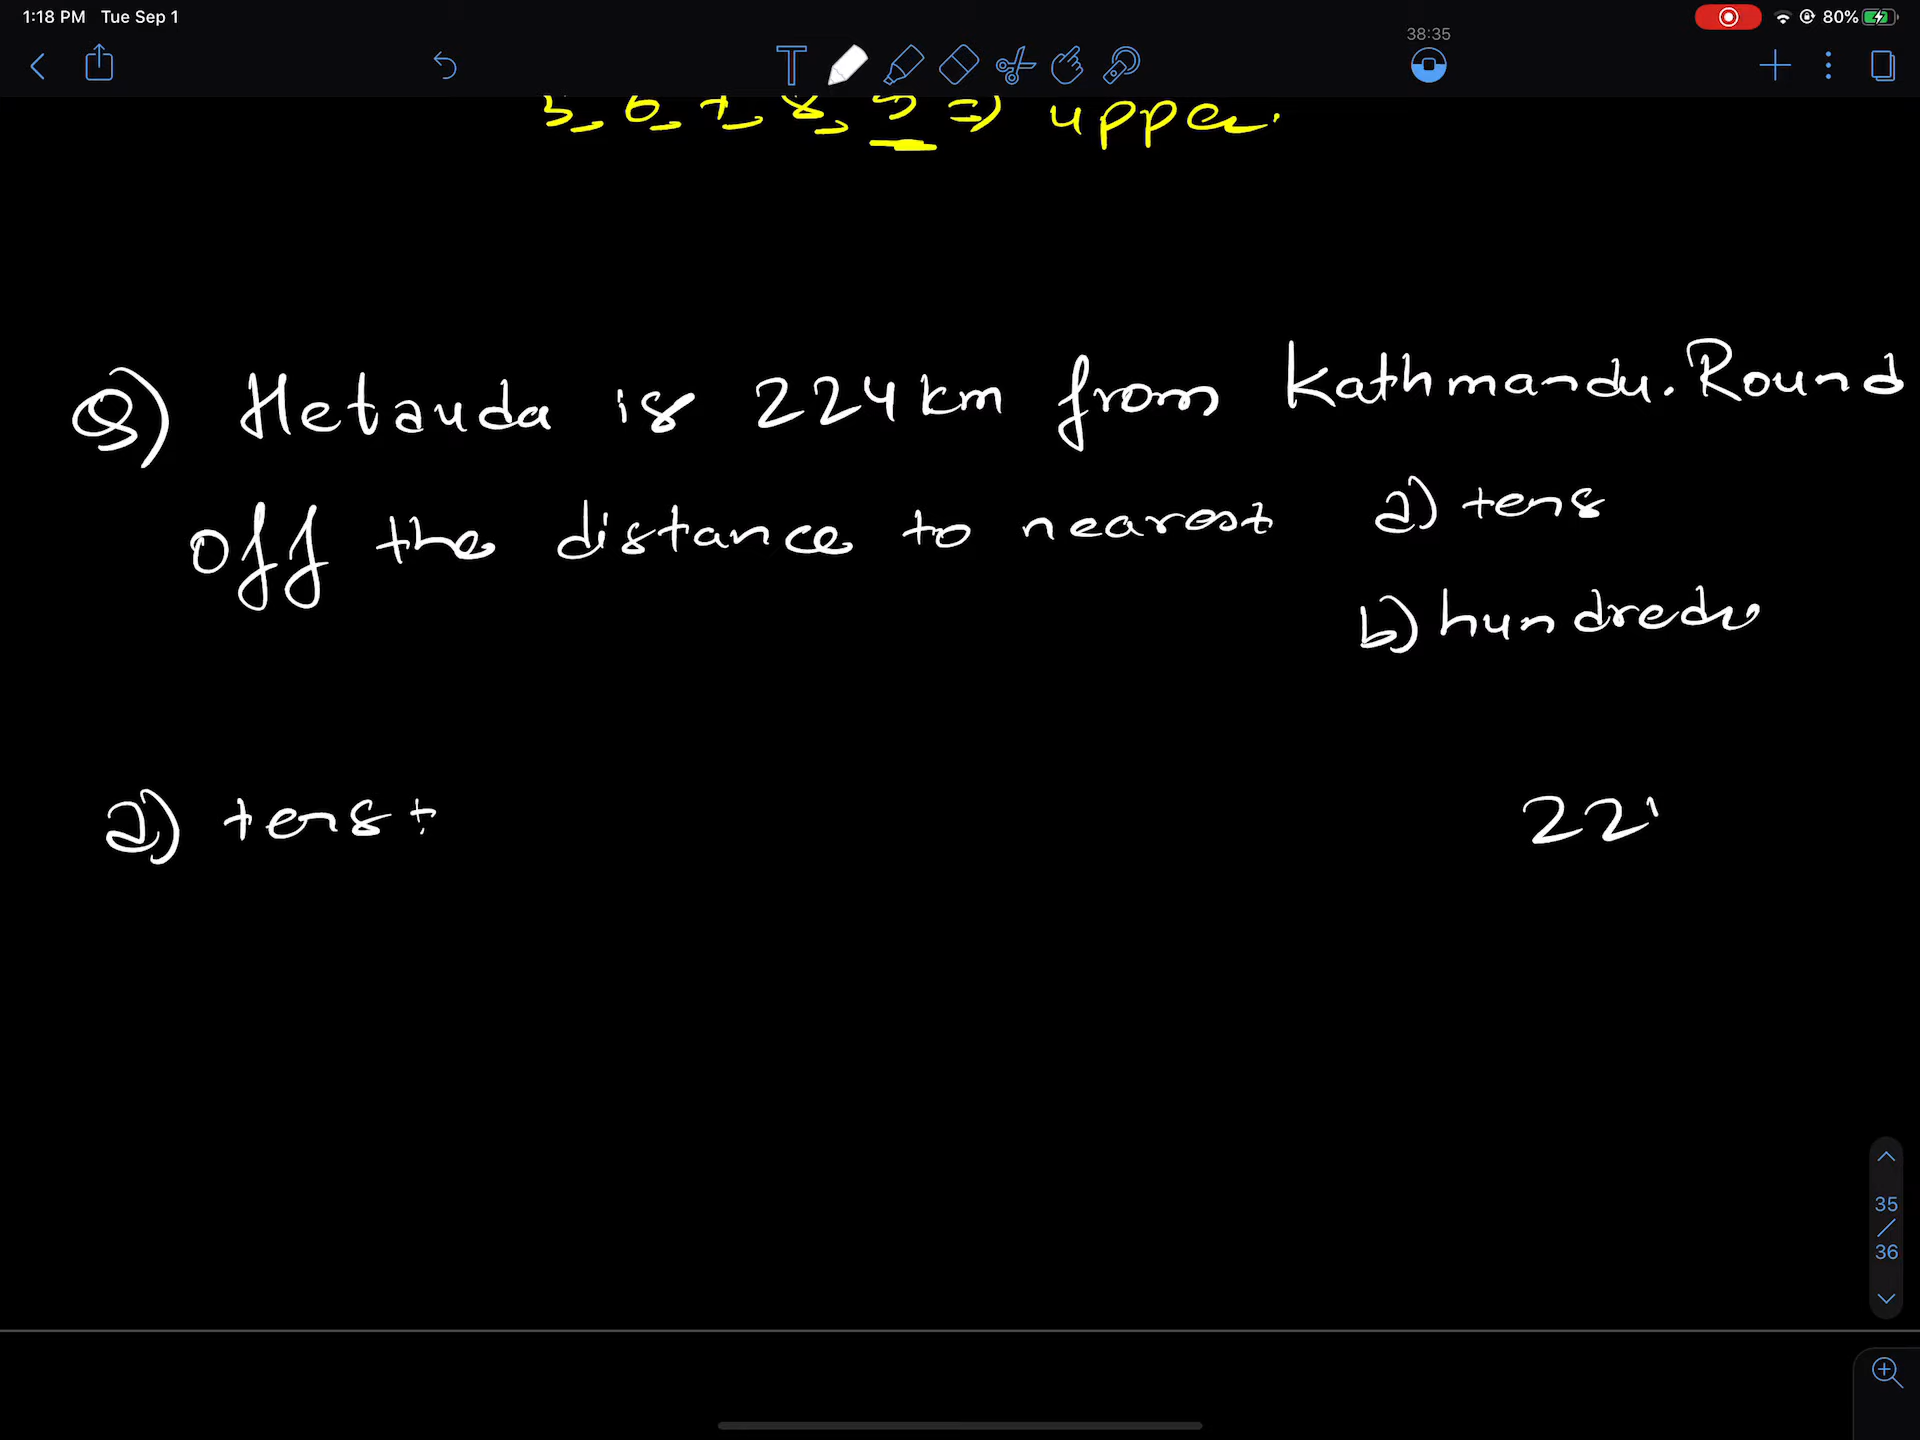 1:18 PM Tue Sep 1
80%
38:35
5, 6, 7, 8, 9 => upper.
Q) Hetauda is 224 km from Kathmandu. Round
off the distance to nearest a) tens
b) hundreds
a) tens
22
35
36